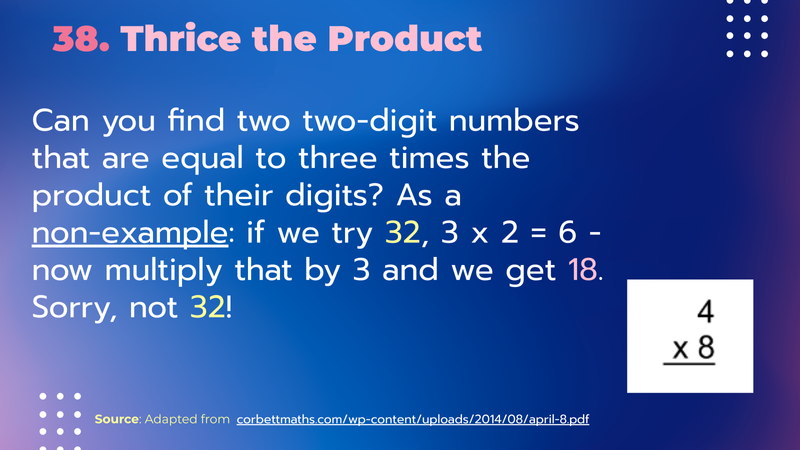 38. Thrice the Product
Can you find two two-digit numbers
that are equal to three times the
product of their digits? As a
non-example: if we try 32, 3 x 2 = 6 -
now multiply that by 3 and we get 18.
Sorry, not 32!
4
x 8
Source: Adapted from corbettmaths.com/wp-content/uploads/2014/08/april-8.pdf